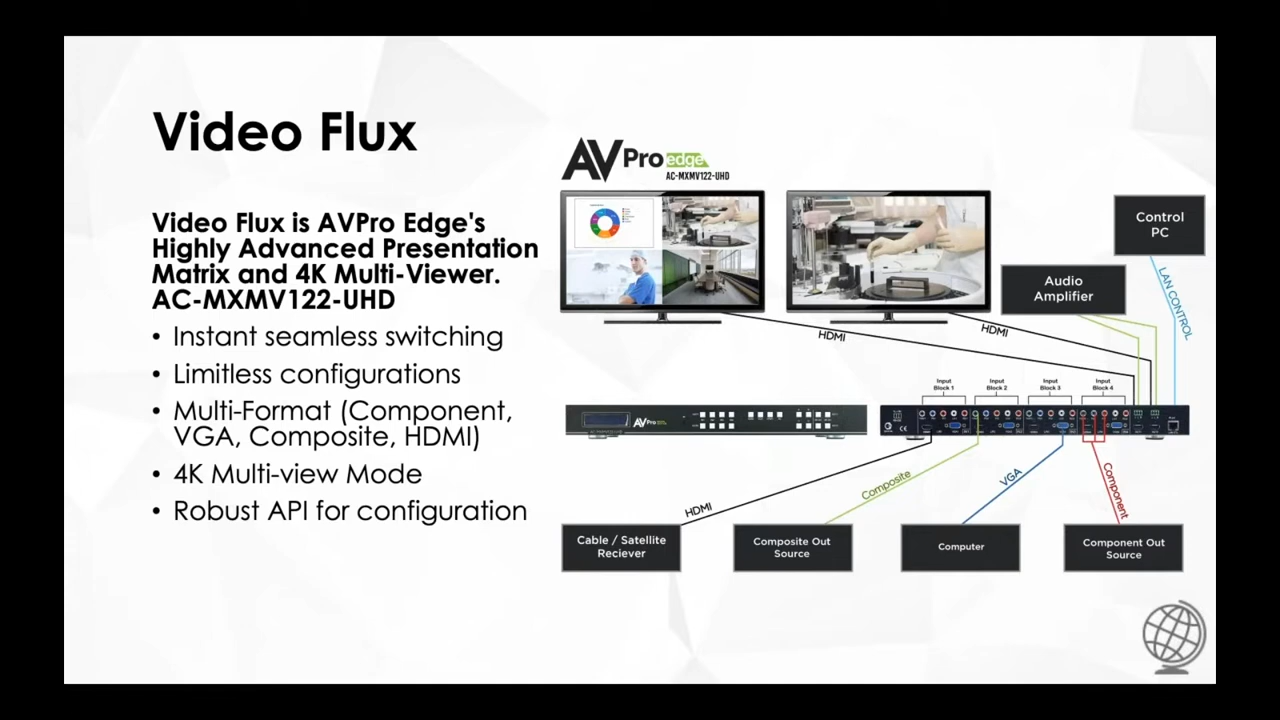 Video Flux
Video Flux is AVPro Edge's
Highly Advanced Presentation
Matrix and 4K Multi-Viewer.
AC-MXMV122-UHD
• Instant seamless switching
• Limitless configurations
• Multi-Format (Component,
VGA, Composite, HDMI)
• 4K Multi-view Mode
• Robust API for configuration
AVPro edge
AC-MXMV122-UHD
Control
PC
Audio
Amplifier
LAN CONTROL
HDMI
HDMI
Input
Block 1
Input
Block 2
Input
Block 3
Input
Block 4
AVPro
HDMI
Composite
VGA
Component
Cable / Satellite
Reciever
Composite Out
Source
Computer
Component Out
Source